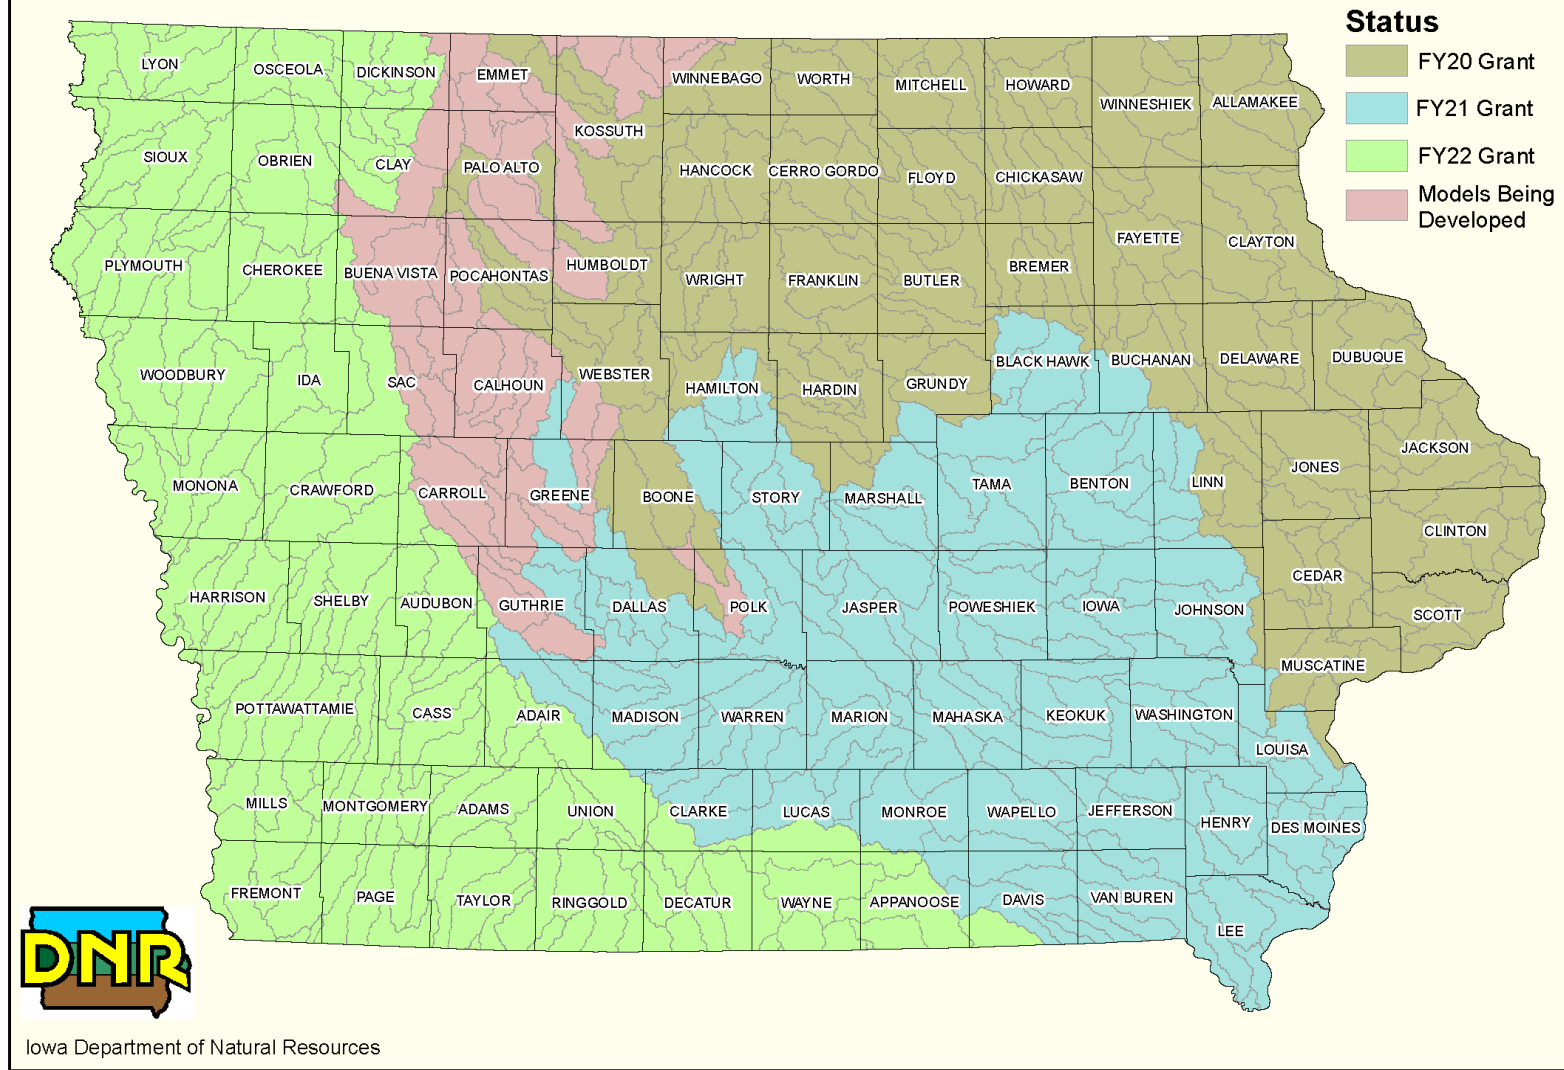 Status
FY20 Grant
FY21 Grant
FY22 Grant
Models Being
Developed
LYON
OSCEOLA
DICKINSON
EMMET
WINNEBAGO
WORTH
MITCHELL
HOWARD
WINNESHIEK
ALLAMAKEE
KOSSUTH
SIOUX
OBRIEN
CLAY
PALO ALTO
HANCOCK
CERRO GORDO
FLOYD
CHICKASAW
PLYMOUTH
CHEROKEE
BUENA VISTA
POCAHONTAS
HUMBOLDT
WRIGHT
FRANKLIN
BUTLER
BREMER
FAYETTE
CLAYTON
WOODBURY
IDA
SAC
CALHOUN
WEBSTER
HAMILTON
HARDIN
GRUNDY
BLACK HAWK
BUCHANAN
DELAWARE
DUBUQUE
MONONA
CRAWFORD
CARROLL
GREENE
BOONE
STORY
MARSHALL
TAMA
BENTON
LINN
JONES
JACKSON
CLINTON
HARRISON
SHELBY
AUDUBON
GUTHRIE
DALLAS
POLK
JASPER
POWESHIEK
IOWA
JOHNSON
CEDAR
SCOTT
MUSCATINE
POTTAWATTAMIE
CASS
ADAIR
MADISON
WARREN
MARION
MAHASKA
KEOKUK
WASHINGTON
LOUISA
MILLS
MONTGOMERY
ADAMS
UNION
CLARKE
LUCAS
MONROE
WAPELLO
JEFFERSON
HENRY
DES MOINES
FREMONT
PAGE
TAYLOR
RINGGOLD
DECATUR
WAYNE
APPANOOSE
DAVIS
VAN BUREN
LEE
DNR
Iowa Department of Natural Resources